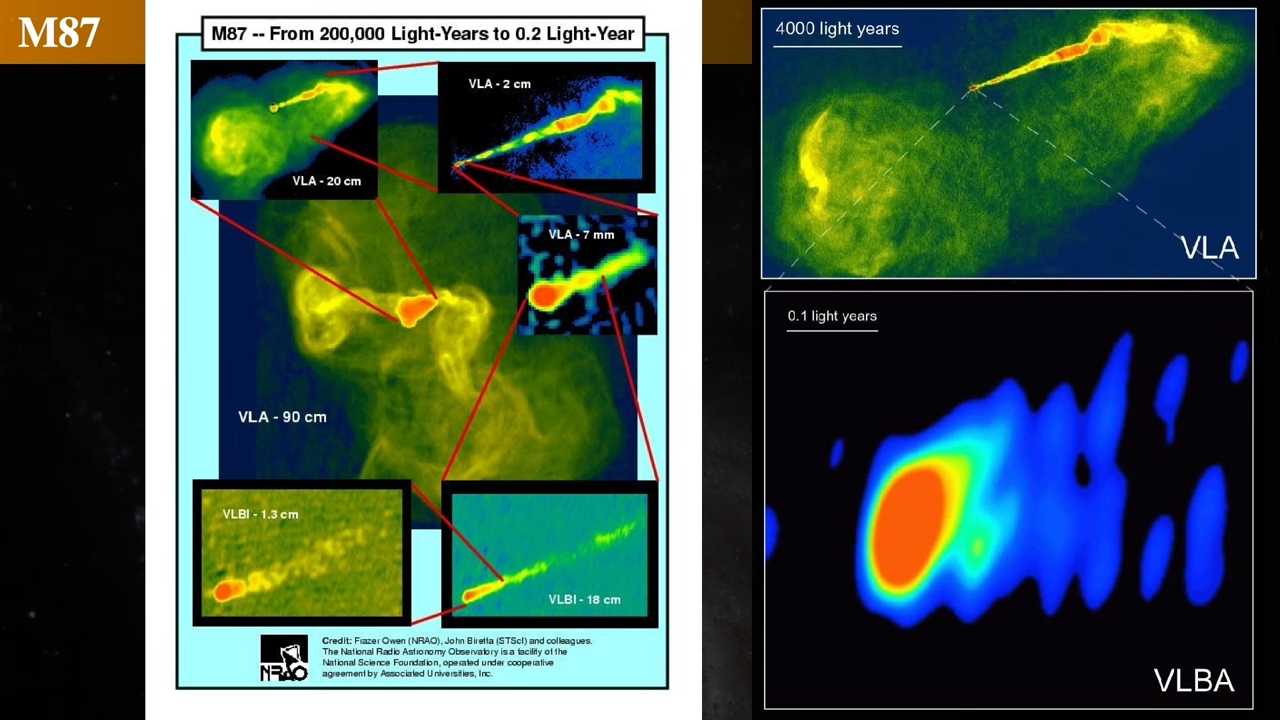 M87
M87 -- From 200,000 Light-Years to 0.2 Light-Year
VLA - 20 cm
VLA - 2 cm
VLA - 7 mm
VLA - 90 cm
VLBI - 1.3 cm
VLBI - 18 cm
NRAO
Credit: Frazer Owen (NRAO), John Biretta (STScI) and colleagues.
The National Radio Astronomy Observatory is a facility of the
National Science Foundation, operated under cooperative
agreement by Associated Universities, Inc.
4000 light years
VLA
0.1 light years
VLBA